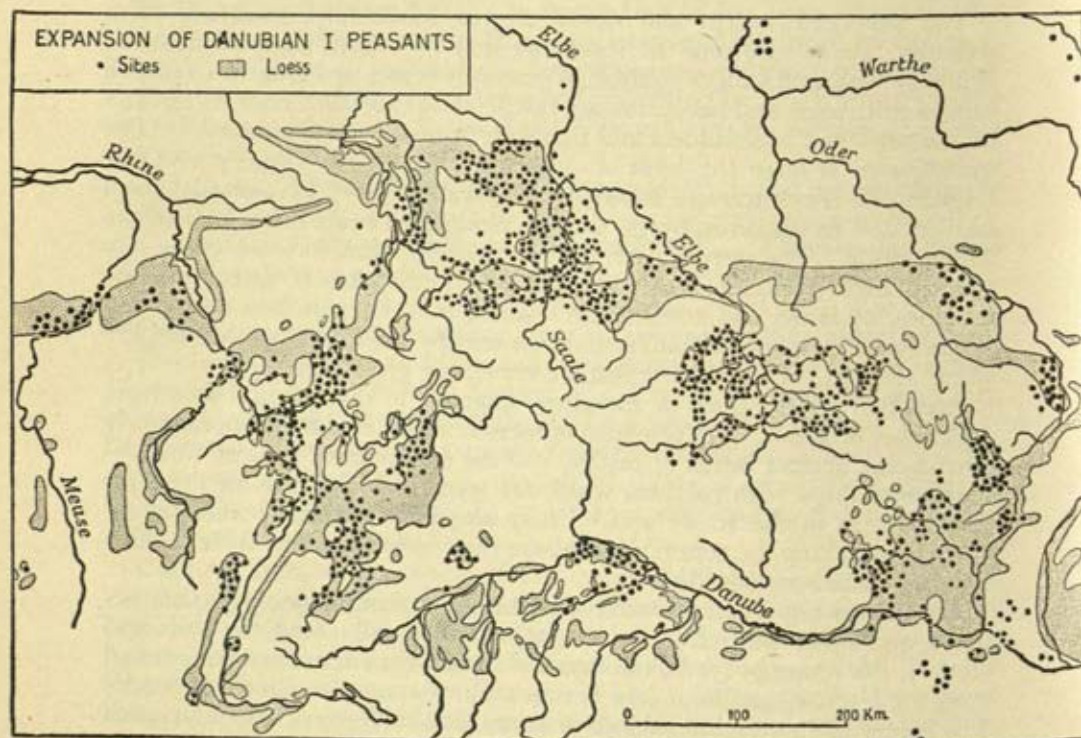 EXPANSION OF DANUBIAN I PEASANTS
• Sites Loess
Elbe
Warthe
Rhine
Oder
Elbe
Saale
Meuse
Danube
0 100 200 Km.